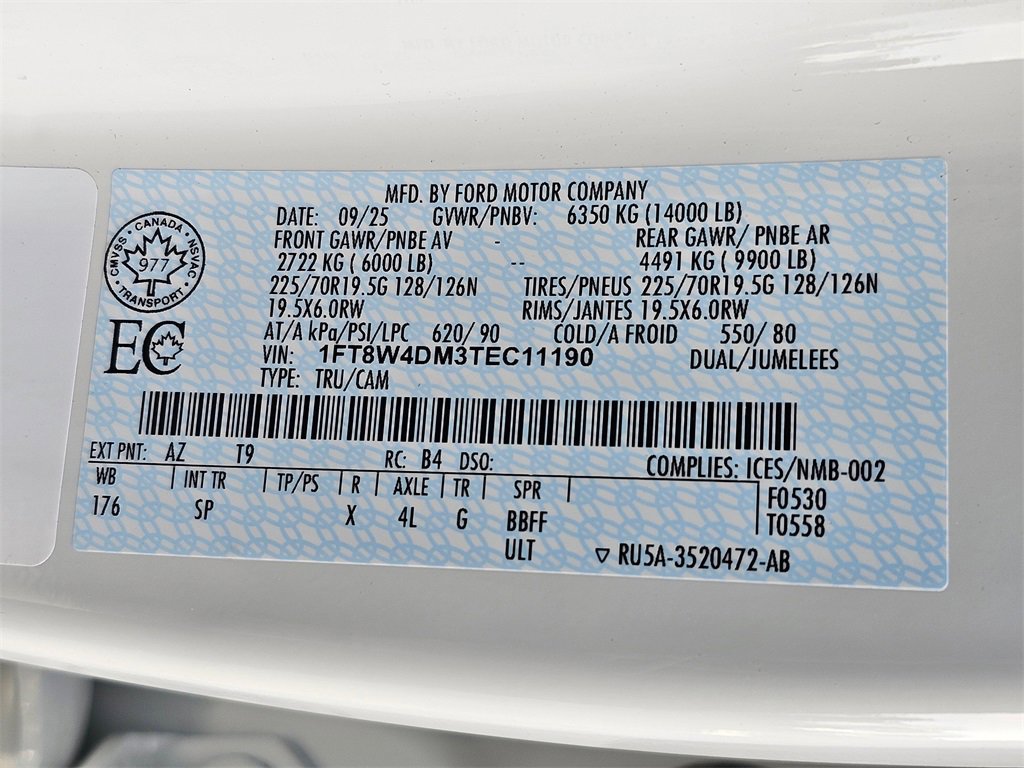 MFD. BY FORD MOTOR COMPANY
DATE: 09/25 GVWR/PNBV: 6350 KG (14000 LB)
FRONT GAWR/PNBE AV - REAR GAWR/ PNBE AR
2722 KG ( 6000 LB) -- 4491 KG ( 9900 LB)
225/70R19.5G 128/126N TIRES/PNEUS 225/70R19.5G 128/126N
19.5X6.0RW RIMS/JANTES 19.5X6.0RW
AT/A kPa/PSI/LPC 620/ 90 COLD/A FROID 550/ 80
VIN: 1FT8W4DM3TEC11190 DUAL/JUMELEES
TYPE: TRU/CAM
CANADA
CMVSS NSVAC
977
TRANSPORT
EC
EXT PNT: AZ T9 RC: B4 DSO: COMPLIES: ICES/NMB-002
WB INT TR TP/PS R AXLE TR SPR F0530
176 SP X 4L G BBFF T0558
ULT RU5A-3520472-AB